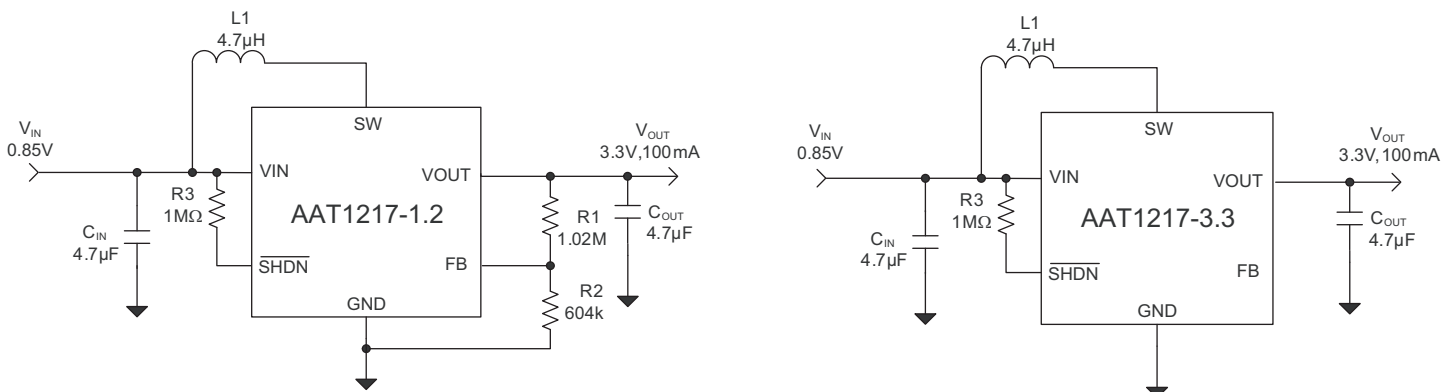 L1
4.7µH
SW
V_IN
0.85V
VIN
VOUT
V_OUT
3.3V,100mA
R3
1MΩ
AAT1217-1.2
R1
1.02M
C_OUT
4.7µF
C_IN
4.7µF
SHDN
FB
GND
R2
604k
L1
4.7µH
SW
V_IN
0.85V
VIN
VOUT
V_OUT
3.3V,100mA
R3
1MΩ
AAT1217-3.3
C_OUT
4.7µF
C_IN
4.7µF
SHDN
FB
GND